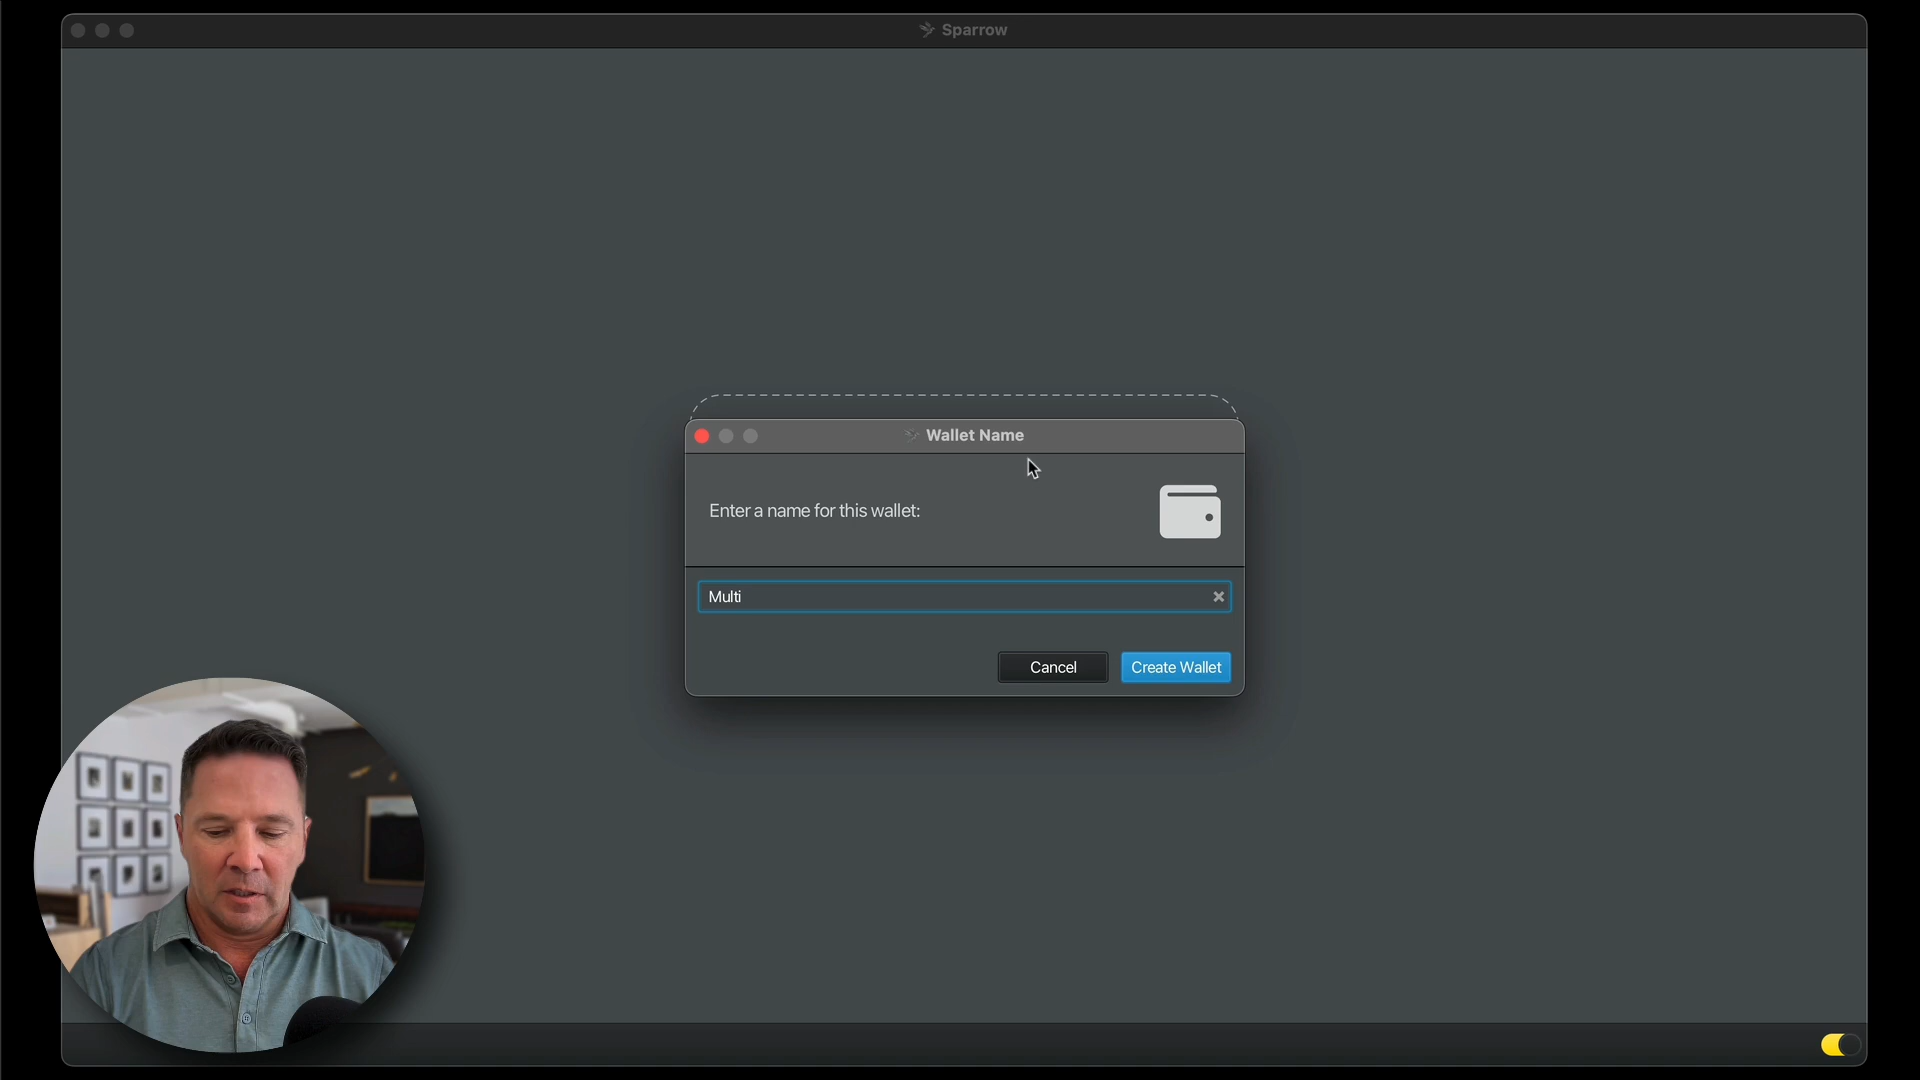 Sparrow
Wallet Name
Enter a name for this wallet:
Multi
Cancel
Create Wallet